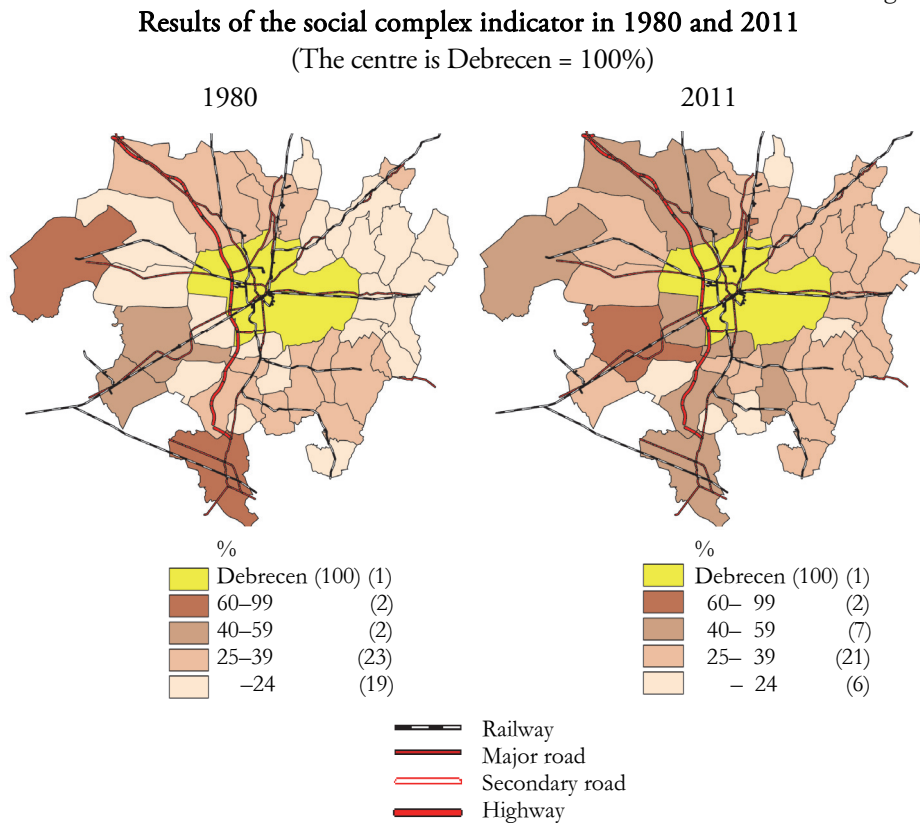 Results of the social complex indicator in 1980 and 2011
(The centre is Debrecen = 100%)
1980
2011
%
Debrecen (100) (1)
60–99 (2)
40–59 (2)
25–39 (23)
–24 (19)
%
Debrecen (100) (1)
60– 99 (2)
40– 59 (7)
25– 39 (21)
– 24 (6)
Railway
Major road
Secondary road
Highway